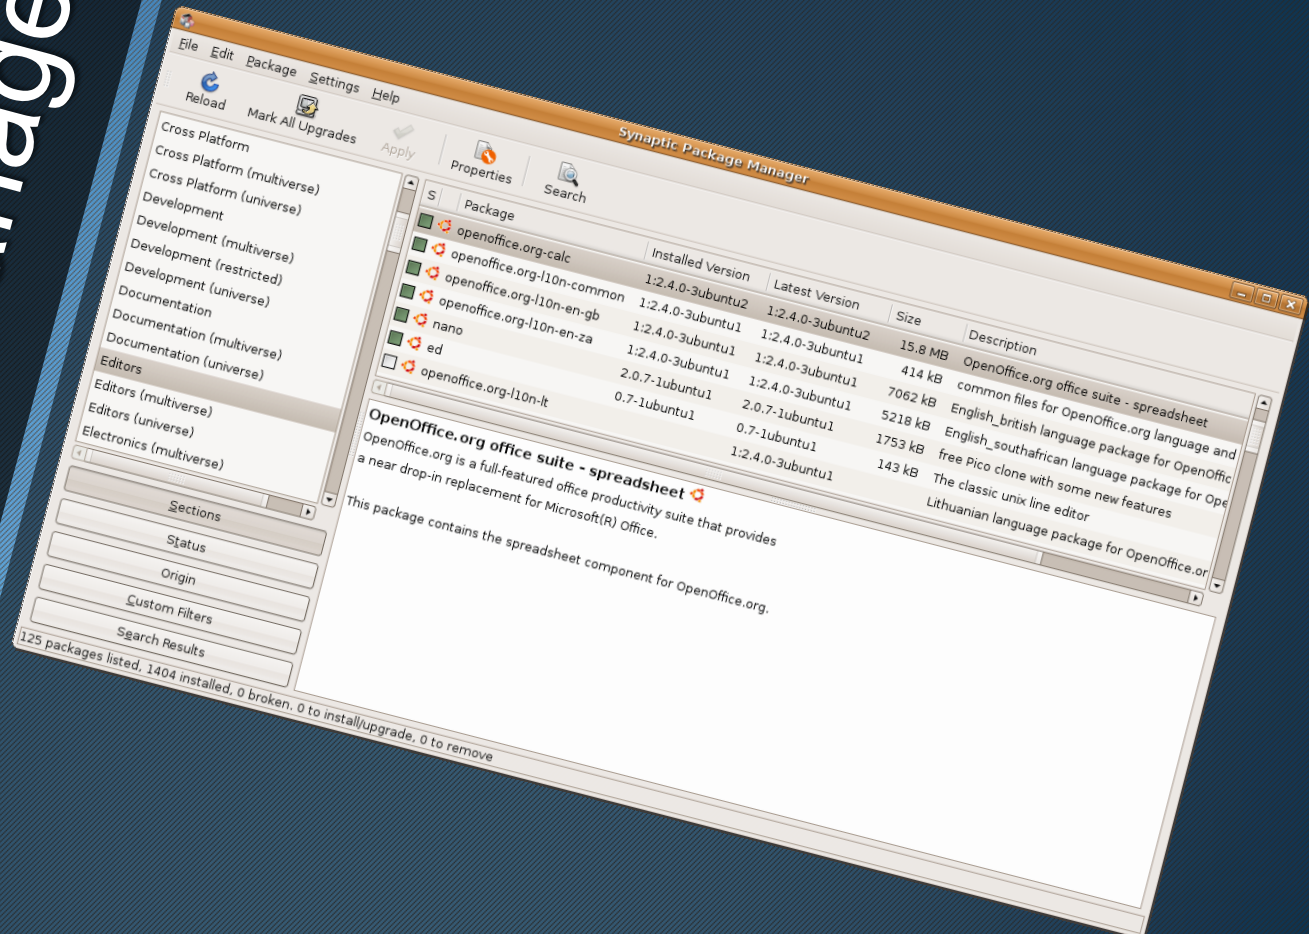 nage
Synaptic Package Manager
File Edit Package Settings Help
Reload Mark All Upgrades Apply Properties Search
Cross Platform
Cross Platform (multiverse)
Cross Platform (universe)
Development
Development (multiverse)
Development (restricted)
Development (universe)
Documentation
Documentation (multiverse)
Documentation (universe)
Editors
Editors (multiverse)
Editors (universe)
Electronics (multiverse)
Sections
Status
Origin
Custom Filters
Search Results
S Package Installed Version Latest Version Size Description
openoffice.org-calc 1:2.4.0-3ubuntu2 1:2.4.0-3ubuntu2 15.8 MB OpenOffice.org office suite - spreadsheet
openoffice.org-l10n-common 1:2.4.0-3ubuntu1 1:2.4.0-3ubuntu1 414 kB common files for OpenOffice.org language and
openoffice.org-l10n-en-gb 1:2.4.0-3ubuntu1 1:2.4.0-3ubuntu1 7062 kB English_british language package for OpenOffic
openoffice.org-l10n-en-za 1:2.4.0-3ubuntu1 1:2.4.0-3ubuntu1 5218 kB English_southafrican language package for Ope
nano 2.0.7-1ubuntu1 2.0.7-1ubuntu1 1753 kB free Pico clone with some new features
ed 0.7-1ubuntu1 0.7-1ubuntu1 143 kB The classic unix line editor
openoffice.org-l10n-lt 1:2.4.0-3ubuntu1 Lithuanian language package for OpenOffice.or
OpenOffice.org office suite - spreadsheet
OpenOffice.org is a full-featured office productivity suite that provides
a near drop-in replacement for Microsoft(R) Office.
This package contains the spreadsheet component for OpenOffice.org.
125 packages listed, 1404 installed, 0 broken. 0 to install/upgrade, 0 to remove